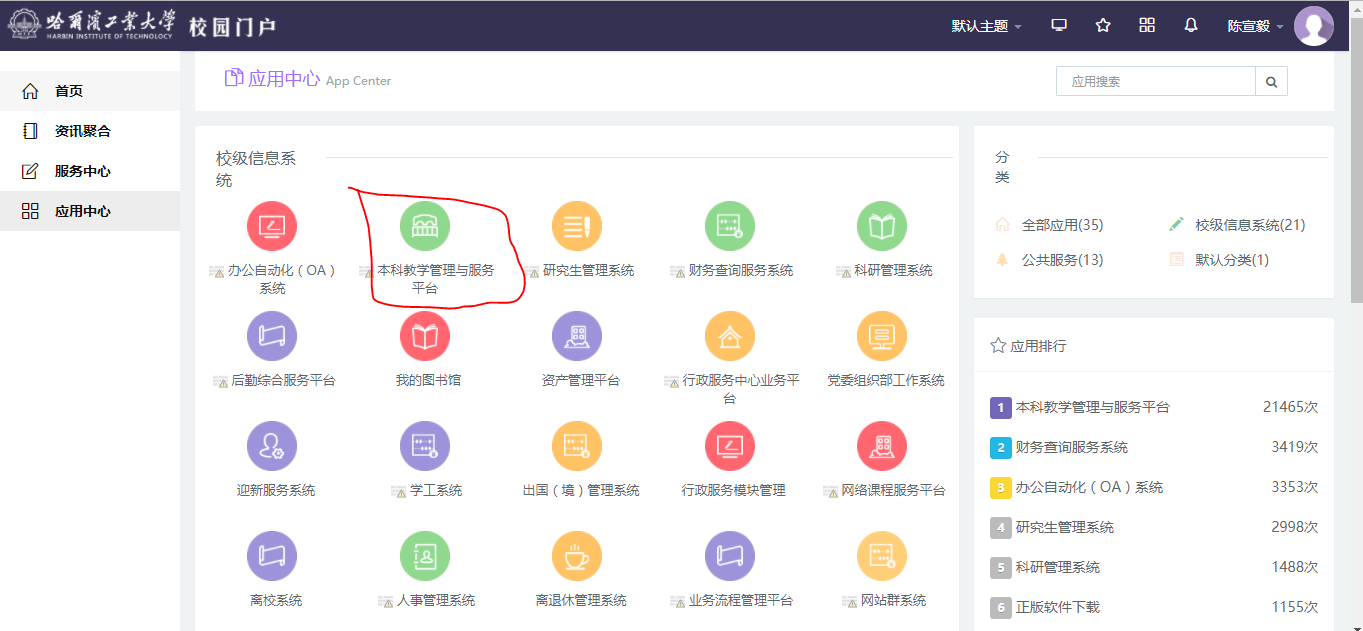 哈爾濱工業大學
HARBIN INSTITUTE OF TECHNOLOGY
校园门户
默认主题
陈宣毅
首页
资讯聚合
服务中心
应用中心
应用中心 App Center
应用搜索
校级信息系
统
办公自动化（OA）
系统
本科教学管理与服务
平台
研究生管理系统
财务查询服务系统
科研管理系统
后勤综合服务平台
我的图书馆
资产管理平台
行政服务中心业务平
台
党委组织部工作系统
迎新服务系统
学工系统
出国（境）管理系统
行政服务模块管理
网络课程服务平台
离校系统
人事管理系统
离退休管理系统
业务流程管理平台
网站群系统
分
类
全部应用(35)
校级信息系统(21)
公共服务(13)
默认分类(1)
应用排行
1 本科教学管理与服务平台 21465次
2 财务查询服务系统 3419次
3 办公自动化（OA）系统 3353次
4 研究生管理系统 2998次
5 科研管理系统 1488次
6 正版软件下载 1155次